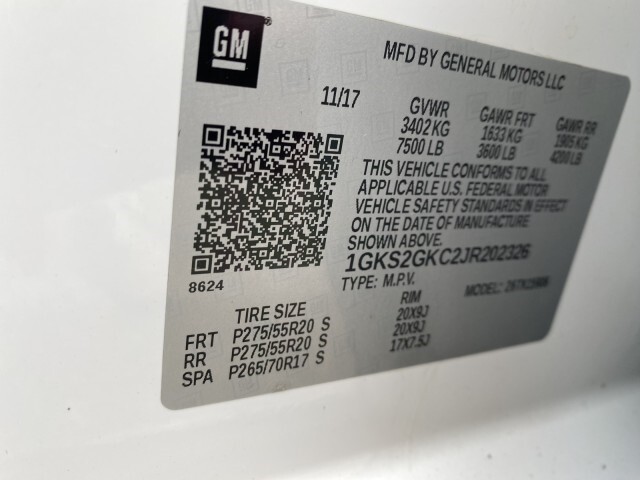 GM
MFD BY GENERAL MOTORS LLC
11/17
GVWR GAWR FRT GAWR RR
3402 KG 1633 KG 1905 KG
7500 LB 3600 LB 4200 LB
THIS VEHICLE CONFORMS TO ALL
APPLICABLE U.S. FEDERAL MOTOR
VEHICLE SAFETY STANDARDS IN EFFECT
ON THE DATE OF MANUFACTURE
SHOWN ABOVE.
1GKS2GKC2JR202326
TYPE: M.P.V. MODEL:
8624
TIRE SIZE RIM
FRT P275/55R20 S 20X9J
RR P275/55R20 S 20X9J
SPA P265/70R17 S 17X7.5J